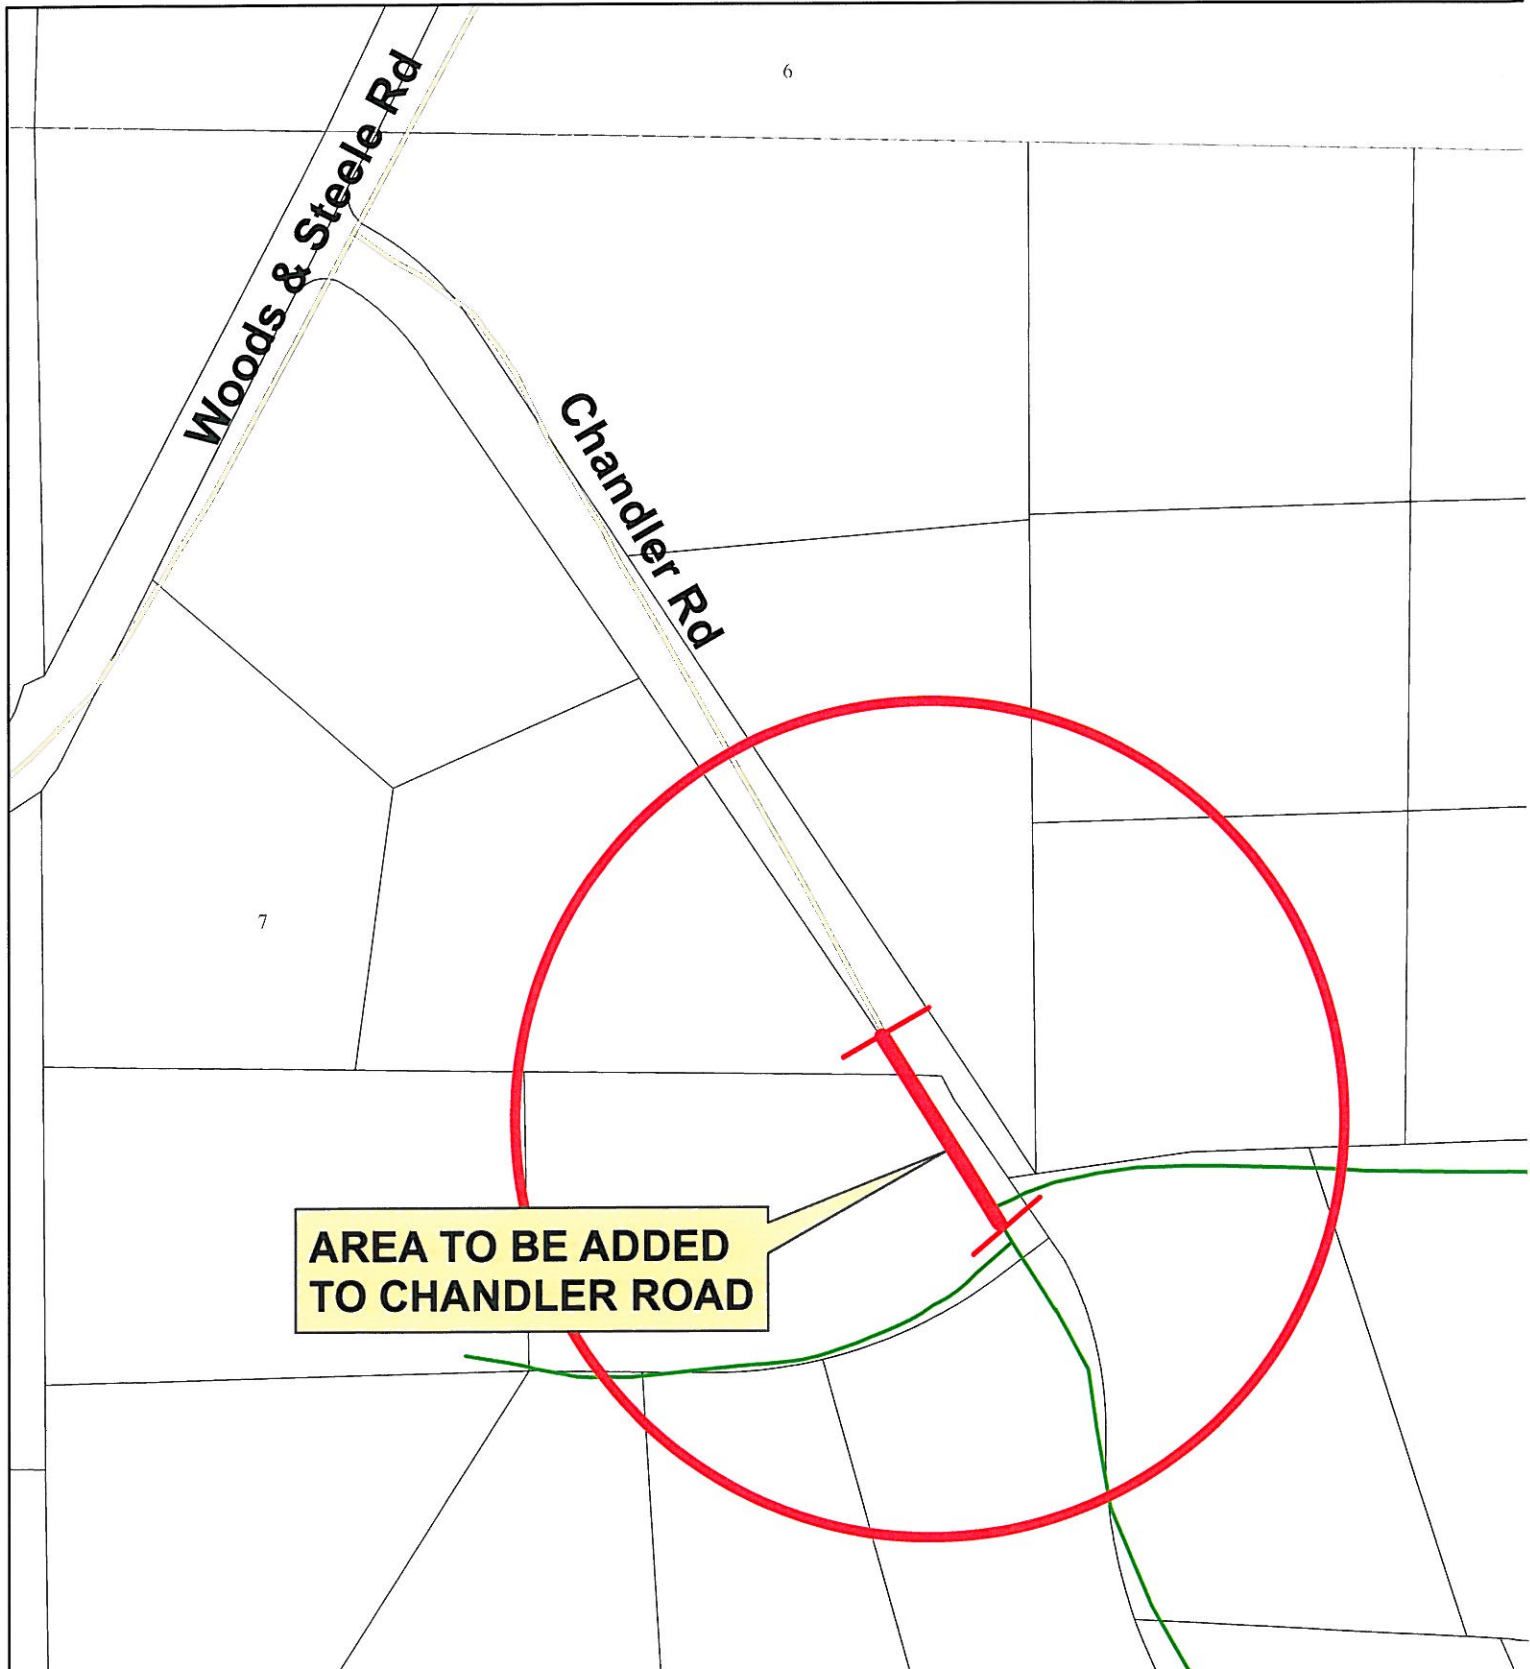 6
Woods & Steele Rd
Chandler Rd
7
AREA TO BE ADDED
TO CHANDLER ROAD